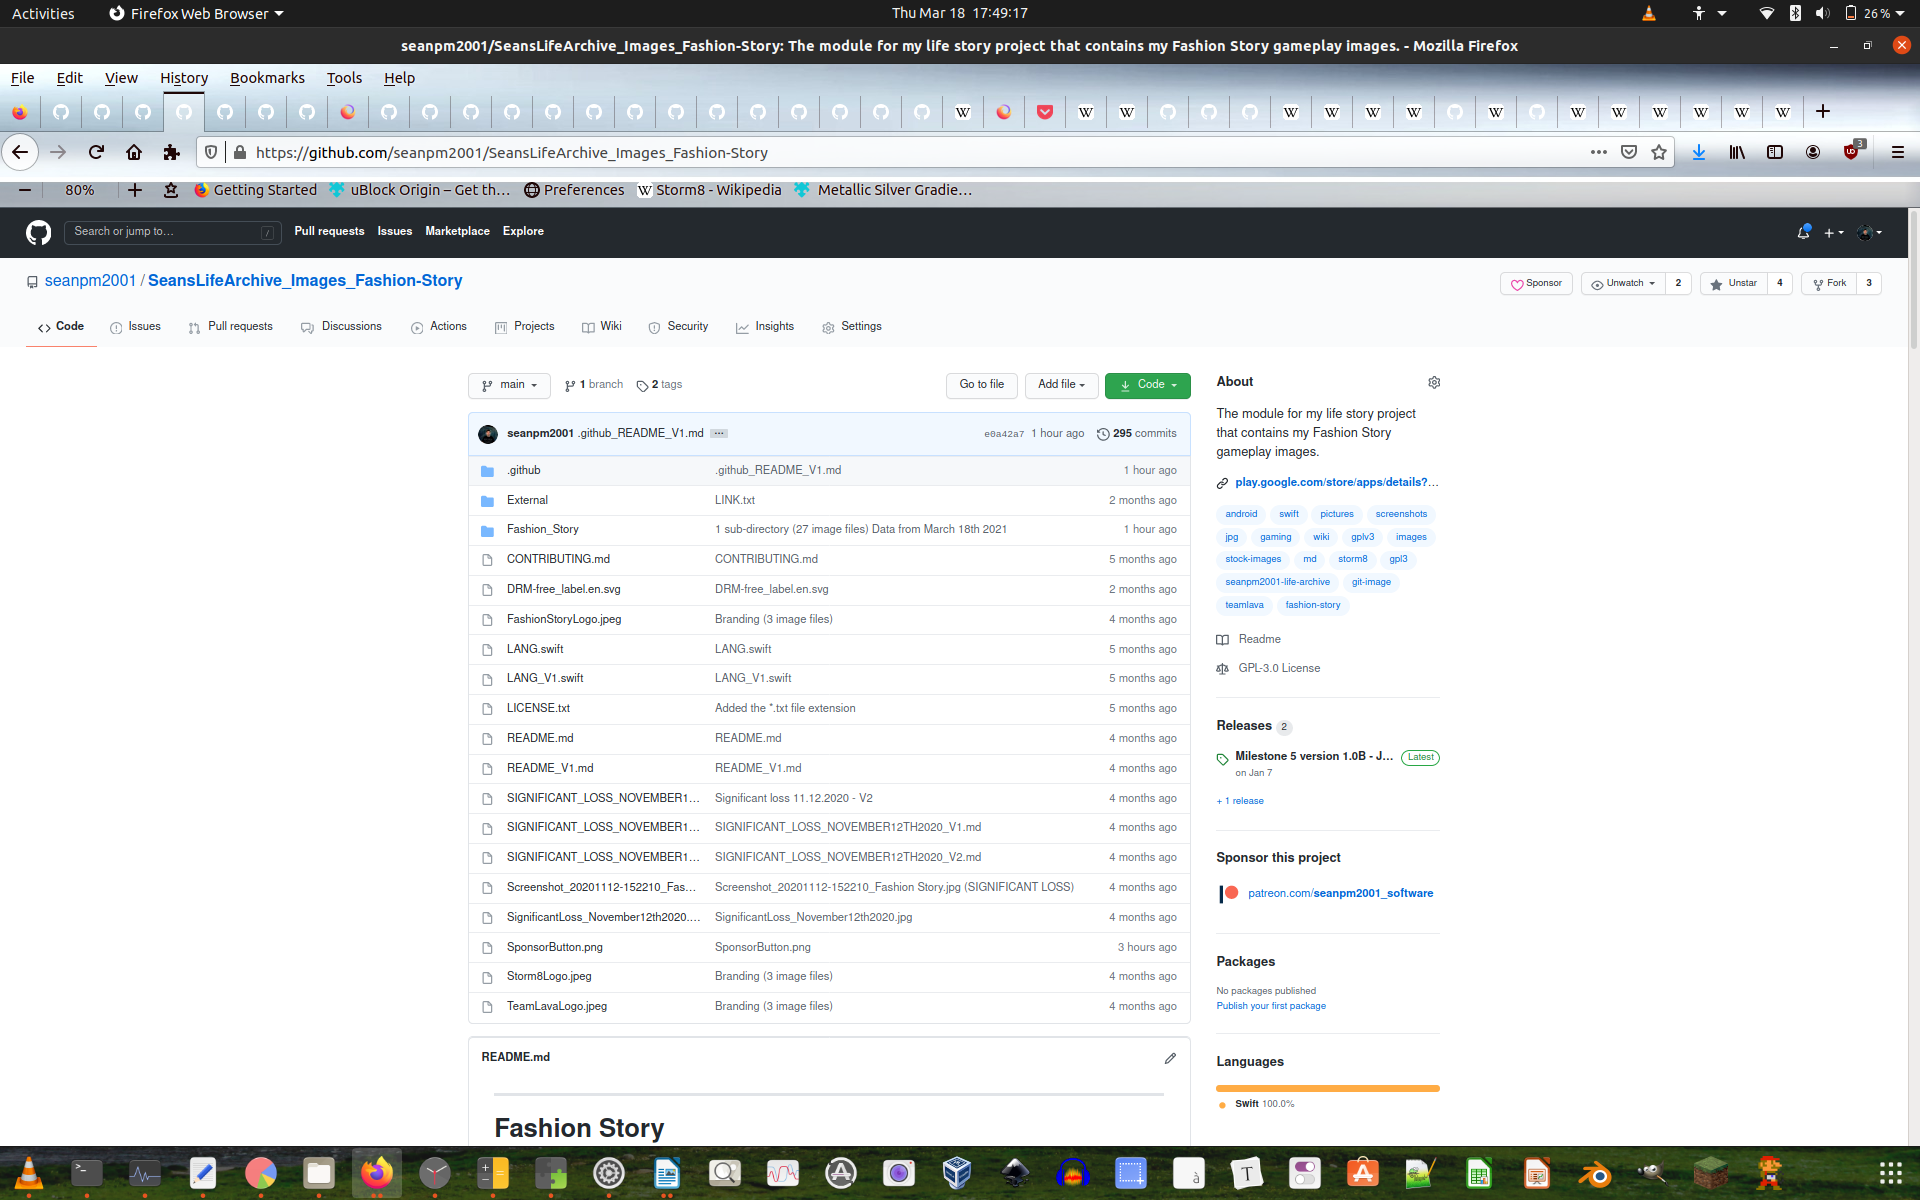 Activities Firefox Web Browser Thu Mar 18 17:49:17 26%
seanpm2001/SeansLifeArchive_Images_Fashion-Story: The module for my life story project that contains my Fashion Story gameplay images. - Mozilla Firefox
File Edit View History Bookmarks Tools Help
https://github.com/seanpm2001/SeansLifeArchive_Images_Fashion-Story 3
80% Getting Started uBlock Origin – Get th… Preferences Storm8 - Wikipedia Metallic Silver Gradie…
Search or jump to… / Pull requests Issues Marketplace Explore
seanpm2001 / SeansLifeArchive_Images_Fashion-Story Sponsor Unwatch 2 Unstar 4 Fork 3
Code Issues Pull requests Discussions Actions Projects Wiki Security Insights Settings
main 1 branch 2 tags Go to file Add file Code
seanpm2001 .github_README_V1.md ... e0a42a7 1 hour ago 295 commits
.github .github_README_V1.md 1 hour ago
External LINK.txt 2 months ago
Fashion_Story 1 sub-directory (27 image files) Data from March 18th 2021 1 hour ago
CONTRIBUTING.md CONTRIBUTING.md 5 months ago
DRM-free_label.en.svg DRM-free_label.en.svg 2 months ago
FashionStoryLogo.jpeg Branding (3 image files) 4 months ago
LANG.swift LANG.swift 5 months ago
LANG_V1.swift LANG_V1.swift 5 months ago
LICENSE.txt Added the *.txt file extension 5 months ago
README.md README.md 4 months ago
README_V1.md README_V1.md 4 months ago
SIGNIFICANT_LOSS_NOVEMBER1… Significant loss 11.12.2020 - V2 4 months ago
SIGNIFICANT_LOSS_NOVEMBER1… SIGNIFICANT_LOSS_NOVEMBER12TH2020_V1.md 4 months ago
SIGNIFICANT_LOSS_NOVEMBER1… SIGNIFICANT_LOSS_NOVEMBER12TH2020_V2.md 4 months ago
Screenshot_20201112-152210_Fas… Screenshot_20201112-152210_Fashion Story.jpg (SIGNIFICANT LOSS) 4 months ago
SignificantLoss_November12th2020.… SignificantLoss_November12th2020.jpg 4 months ago
SponsorButton.png SponsorButton.png 3 hours ago
Storm8Logo.jpeg Branding (3 image files) 4 months ago
TeamLavaLogo.jpeg Branding (3 image files) 4 months ago
README.md
Fashion Story
About
The module for my life story project
that contains my Fashion Story
gameplay images.
play.google.com/store/apps/details?…
android swift pictures screenshots
jpg gaming wiki gplv3 images
stock-images md storm8 gpl3
seanpm2001-life-archive git-image
teamlava fashion-story
Readme
GPL-3.0 License
Releases 2
Milestone 5 version 1.0B - J… Latest
on Jan 7
+ 1 release
Sponsor this project
patreon.com/seanpm2001_software
Packages
No packages published
Publish your first package
Languages
Swift 100.0%